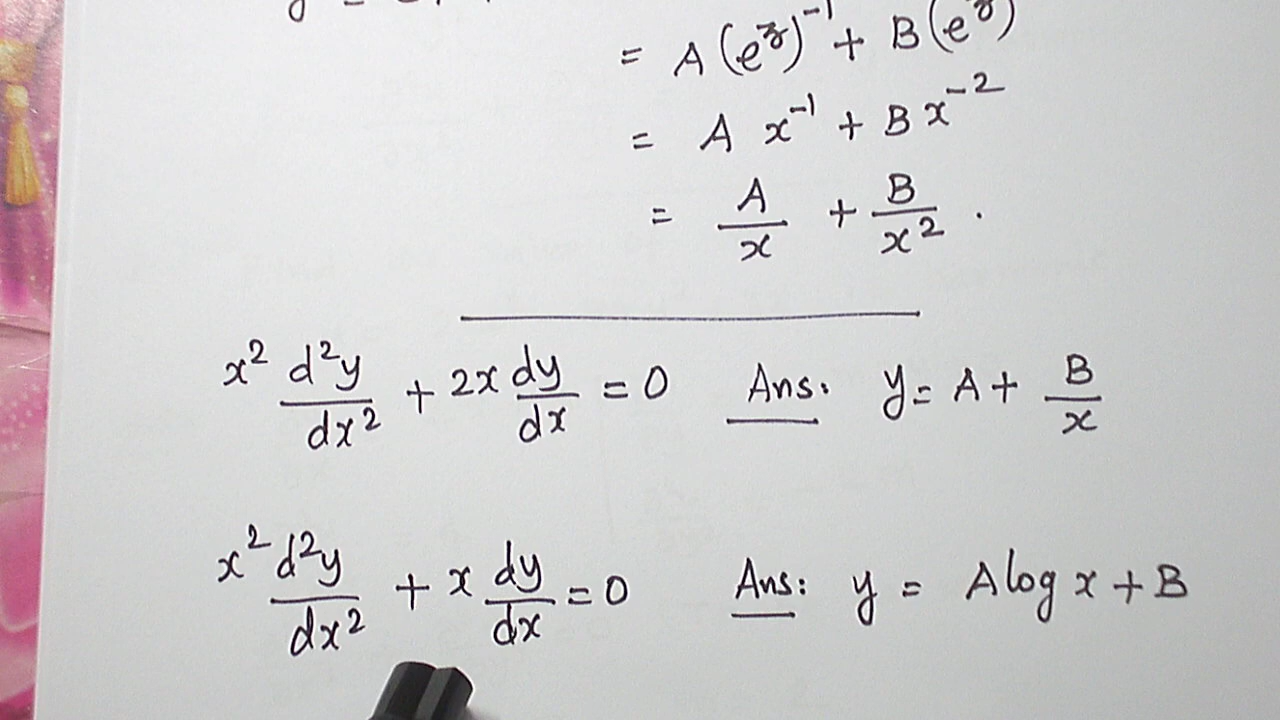 = A(e^z)^-1 + B(e^z)
= A x^-1 + B x^-2
= A/x + B/x^2 .
x^2 d^2y/dx^2 + 2x dy/dx = 0 Ans: y = A + B/x
x^2 d^2y/dx^2 + x dy/dx = 0 Ans: y = A log x + B